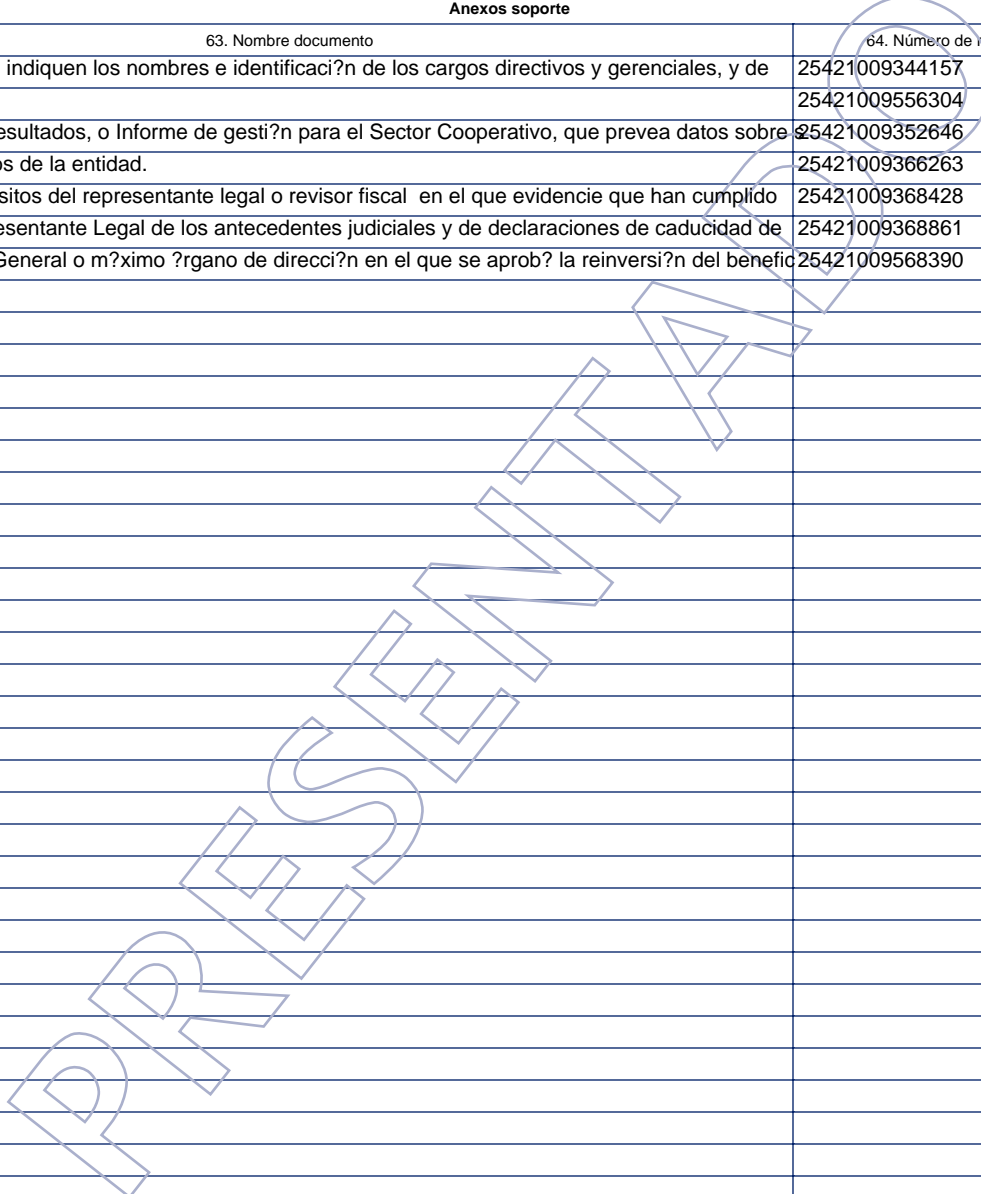 Anexos soporte
63. Nombre documento 64. Número de
indiquen los nombres e identificaci?n de los cargos directivos y gerenciales, y de 25421009344157
25421009556304
esultados, o Informe de gesti?n para el Sector Cooperativo, que prevea datos sobre s 25421009352646
os de la entidad. 25421009366263
sitos del representante legal o revisor fiscal en el que evidencie que han cumplido 25421009368428
esentante Legal de los antecedentes judiciales y de declaraciones de caducidad de 25421009368861
General o m?ximo ?rgano de direcci?n en el que se aprob? la reinversi?n del benefic 25421009568390
PRESENTADO